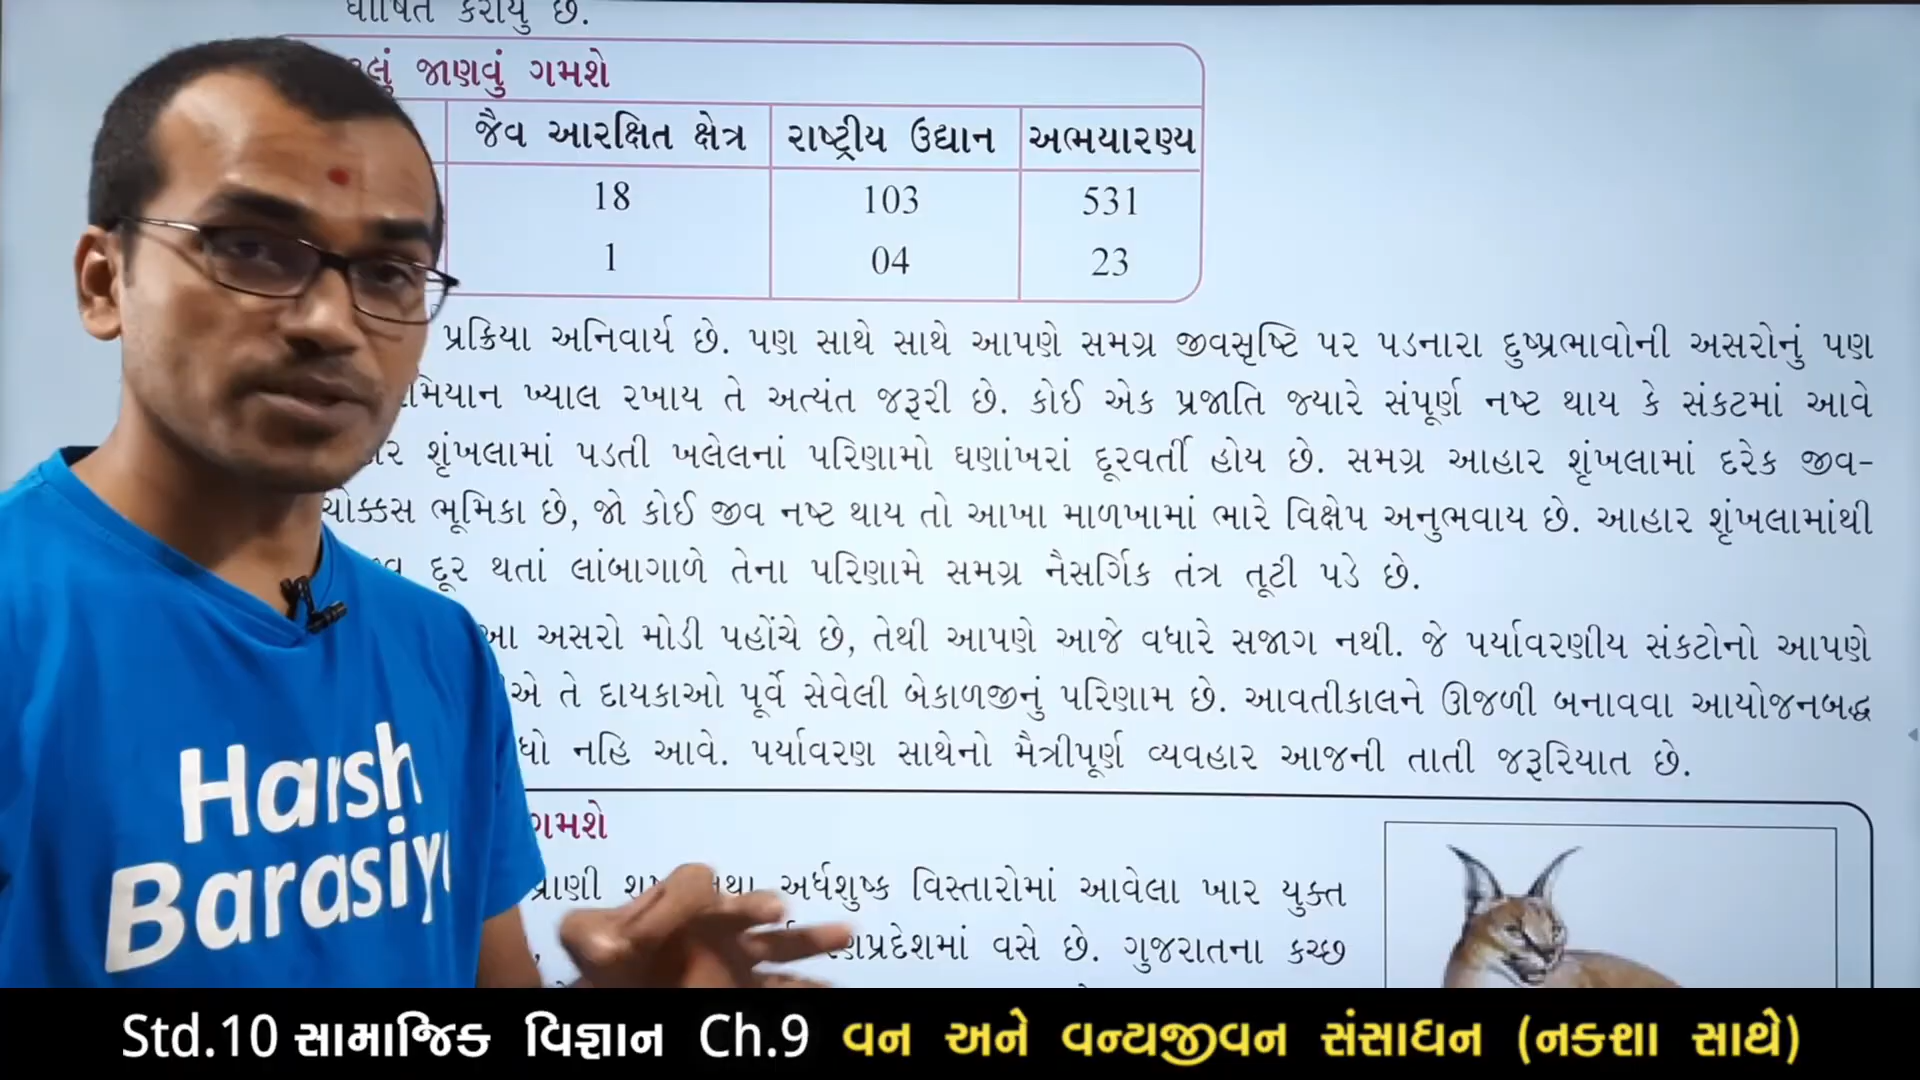 ઘોષિત કરાયું છે.
જાણવું ગમશે
જૈવ આરક્ષિત ક્ષેત્ર રાષ્ટ્રીય ઉદ્યાન અભયારણ્ય
18 103 531
1 04 23
પ્રક્રિયા અનિવાર્ય છે. પણ સાથે સાથે આપણે સમગ્ર જીવસૃષ્ટિ પર પડનારા દુષ્પ્રભાવોની અસરોનું પણ
ખ્યાલ રખાય તે અત્યંત જરૂરી છે. કોઈ એક પ્રજાતિ જ્યારે સંપૂર્ણ નષ્ટ થાય કે સંકટમાં આવે
શૃંખલામાં પડતી ખલેલનાં પરિણામો ઘણાંખરાં દૂરવર્તી હોય છે. સમગ્ર આહાર શૃંખલામાં દરેક જીવ-
ચોક્કસ ભૂમિકા છે, જો કોઈ જીવ નષ્ટ થાય તો આખા માળખામાં ભારે વિક્ષેપ અનુભવાય છે. આહાર શૃંખલામાંથી
દૂર થતાં લાંબાગાળે તેના પરિણામે સમગ્ર નૈસર્ગિક તંત્ર તૂટી પડે છે.
આ અસરો મોડી પહોંચે છે, તેથી આપણે આજે વધારે સજાગ નથી. જે પર્યાવરણીય સંકટોનો આપણે
તે દાયકાઓ પૂર્વે સેવેલી બેકાળજીનું પરિણામ છે. આવતીકાલને ઊજળી બનાવવા આયોજનબદ્ધ
નહિ આવે. પર્યાવરણ સાથેનો મૈત્રીપૂર્ણ વ્યવહાર આજની તાતી જરૂરિયાત છે.
ગમશે
પ્રાણી અર્ધશુષ્ક વિસ્તારોમાં આવેલા ખાર યુક્ત
વસે છે. ગુજરાતના કચ્છ
Harsh
Barasiya
Std.10 સામાજિક વિજ્ઞાન Ch.9 વન અને વન્યજીવન સંસાધન (નકશા સાથે)